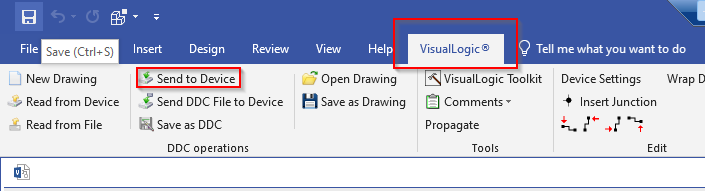 File Insert Design Review View Help VisualLogic® Tell me what you want to do
Save (Ctrl+S)
New Drawing Send to Device Open Drawing VisualLogic Toolkit Device Settings Wrap D
Read from Device Send DDC File to Device Save as Drawing Comments Insert Junction
Read from File Save as DDC Propagate
DDC operations Tools Edit